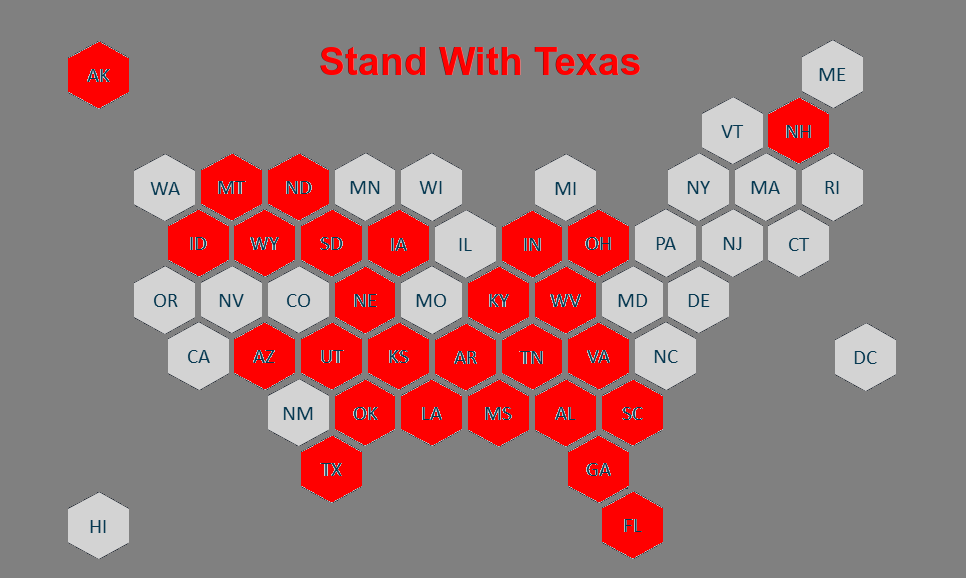 Stand With Texas
AK
ME
VT NH
WA MT ND MN WI MI NY MA RI
ID WY SD IA IL IN OH PA NJ CT
OR NV CO NE MO KY WV MD DE
CA AZ UT KS AR TN VA NC DC
NM OK LA MS AL SC
TX GA
HI FL